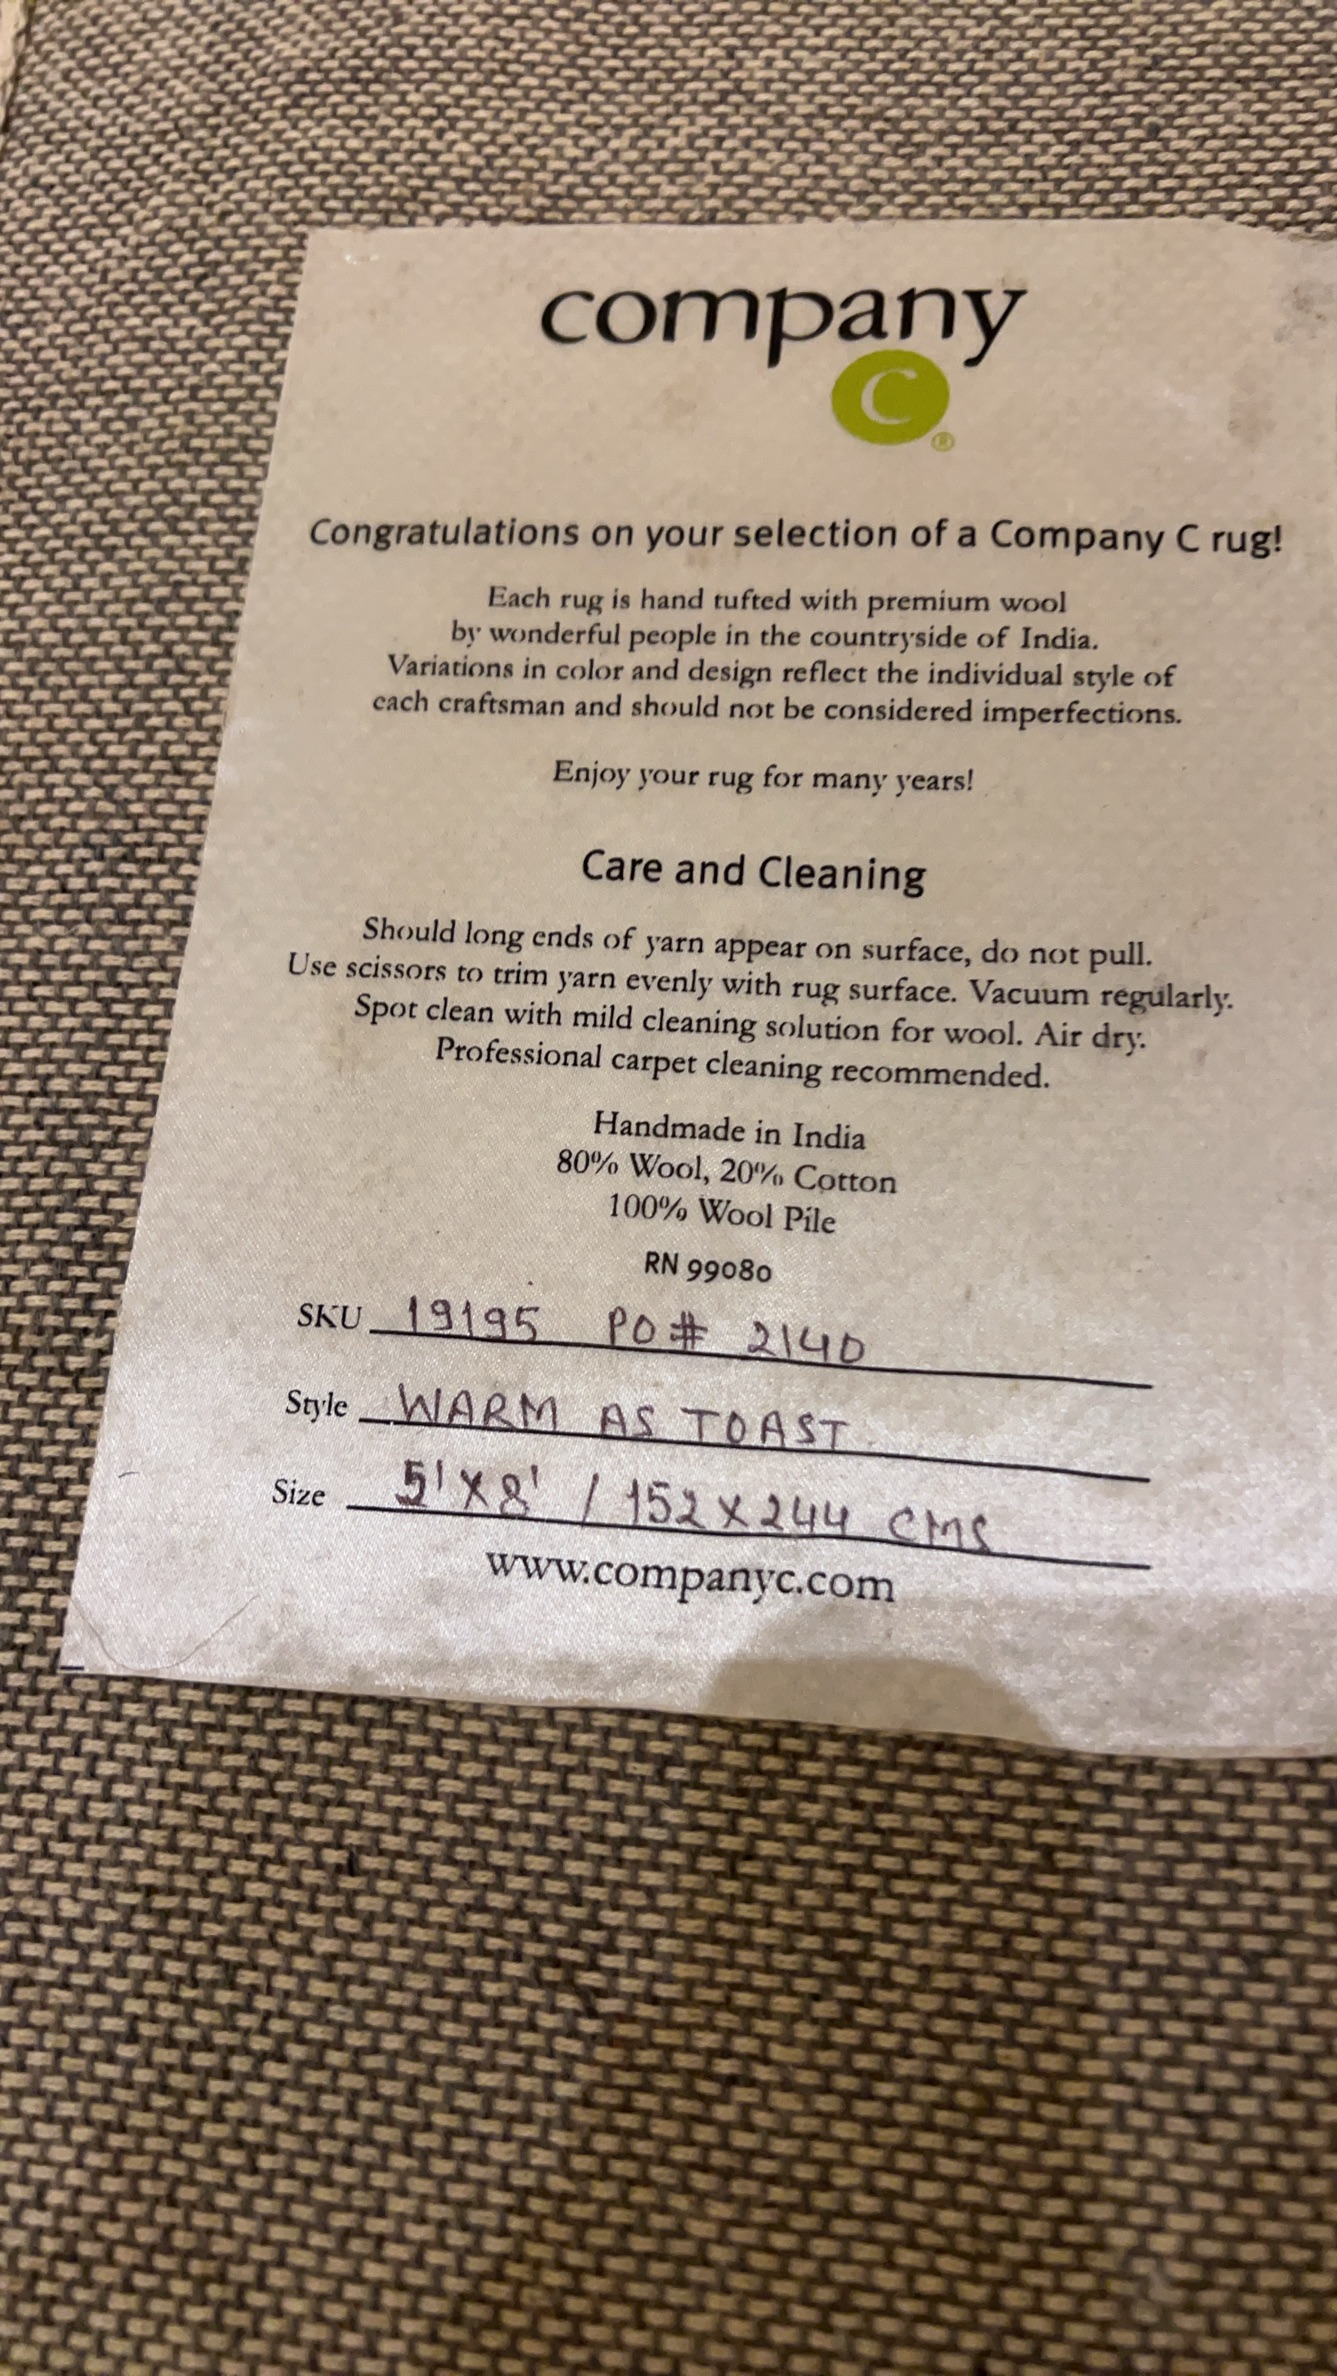 company
C®
Congratulations on your selection of a Company C rug!
Each rug is hand tufted with premium wool
by wonderful people in the countryside of India.
Variations in color and design reflect the individual style of
each craftsman and should not be considered imperfections.
Enjoy your rug for many years!
Care and Cleaning
Should long ends of yarn appear on surface, do not pull.
Use scissors to trim yarn evenly with rug surface. Vacuum regularly.
Spot clean with mild cleaning solution for wool. Air dry.
Professional carpet cleaning recommended.
Handmade in India
80% Wool, 20% Cotton
100% Wool Pile
RN 99080
SKU 19195 PO# 2140
Style WARM AS TOAST
Size 5'X8' / 152X244 CMS
www.companyc.com